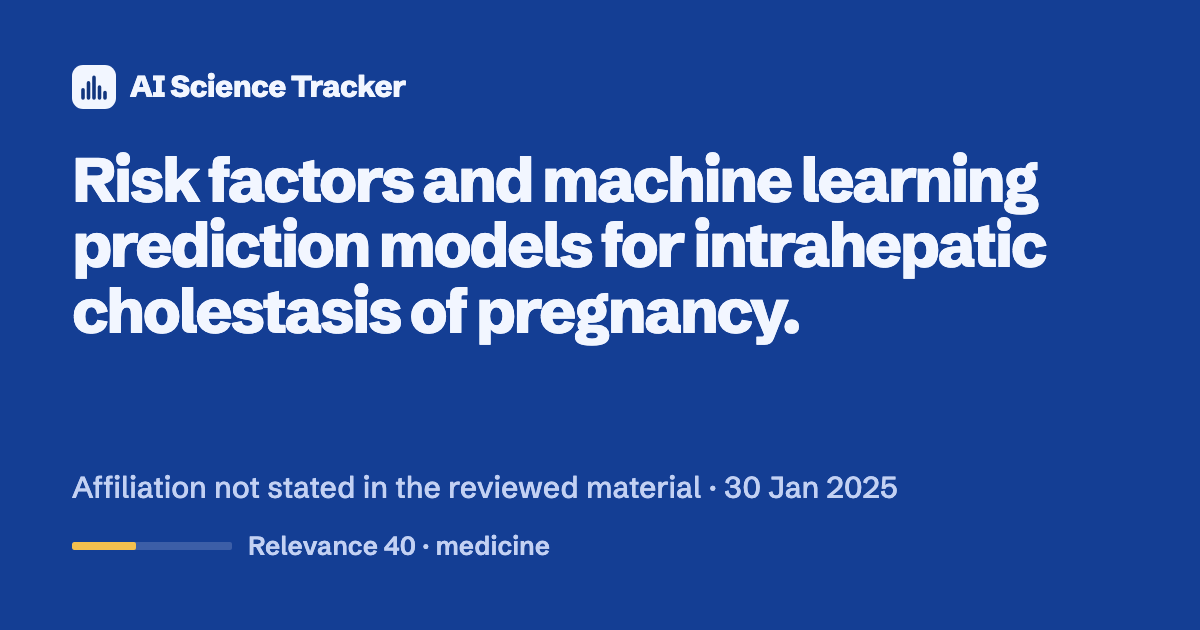 AI Science Tracker
Risk factors and machine learning
prediction models for intrahepatic
cholestasis of pregnancy.
Affiliation not stated in the reviewed material · 30 Jan 2025
Relevance 40 · medicine